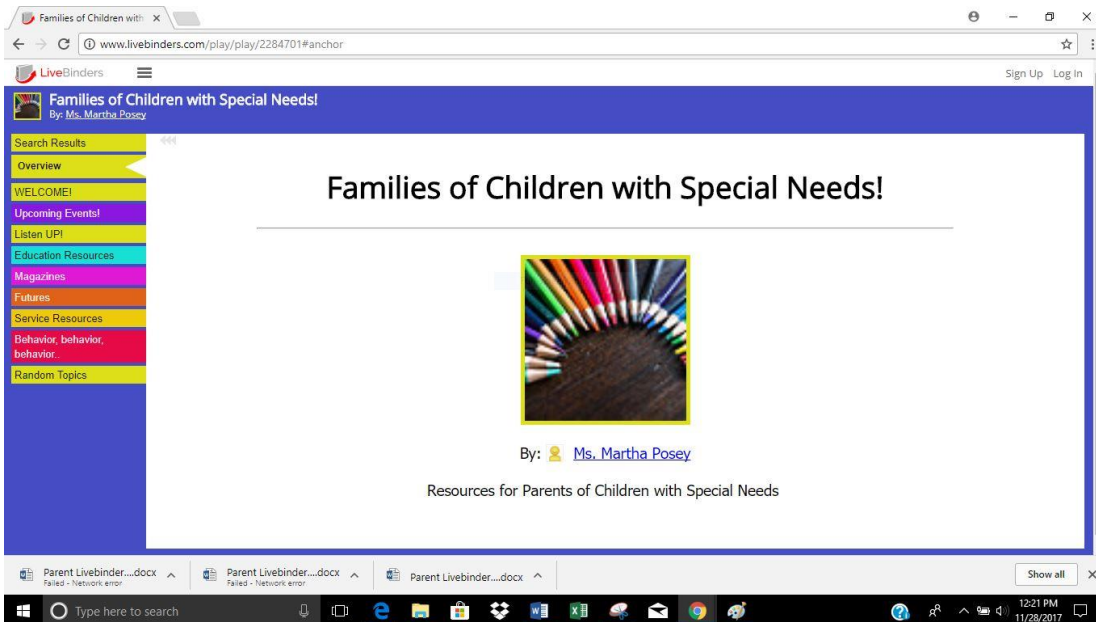 Families of Children with
www.livebinders.com/play/play/2284701#anchor
LiveBinders
Sign Up Log In
Families of Children with Special Needs!
By: Ms. Martha Posey
Search Results
Overview
WELCOME!
Upcoming Events!
Listen UP!
Education Resources
Magazines
Futures
Service Resources
Behavior, behavior,
behavior..
Random Topics
Families of Children with Special Needs!
By: Ms. Martha Posey
Resources for Parents of Children with Special Needs
Parent Livebinder....docx
Failed - Network error
Parent Livebinder....docx
Failed - Network error
Parent Livebinder....docx
Show all
Type here to search
12:21 PM
11/28/2017